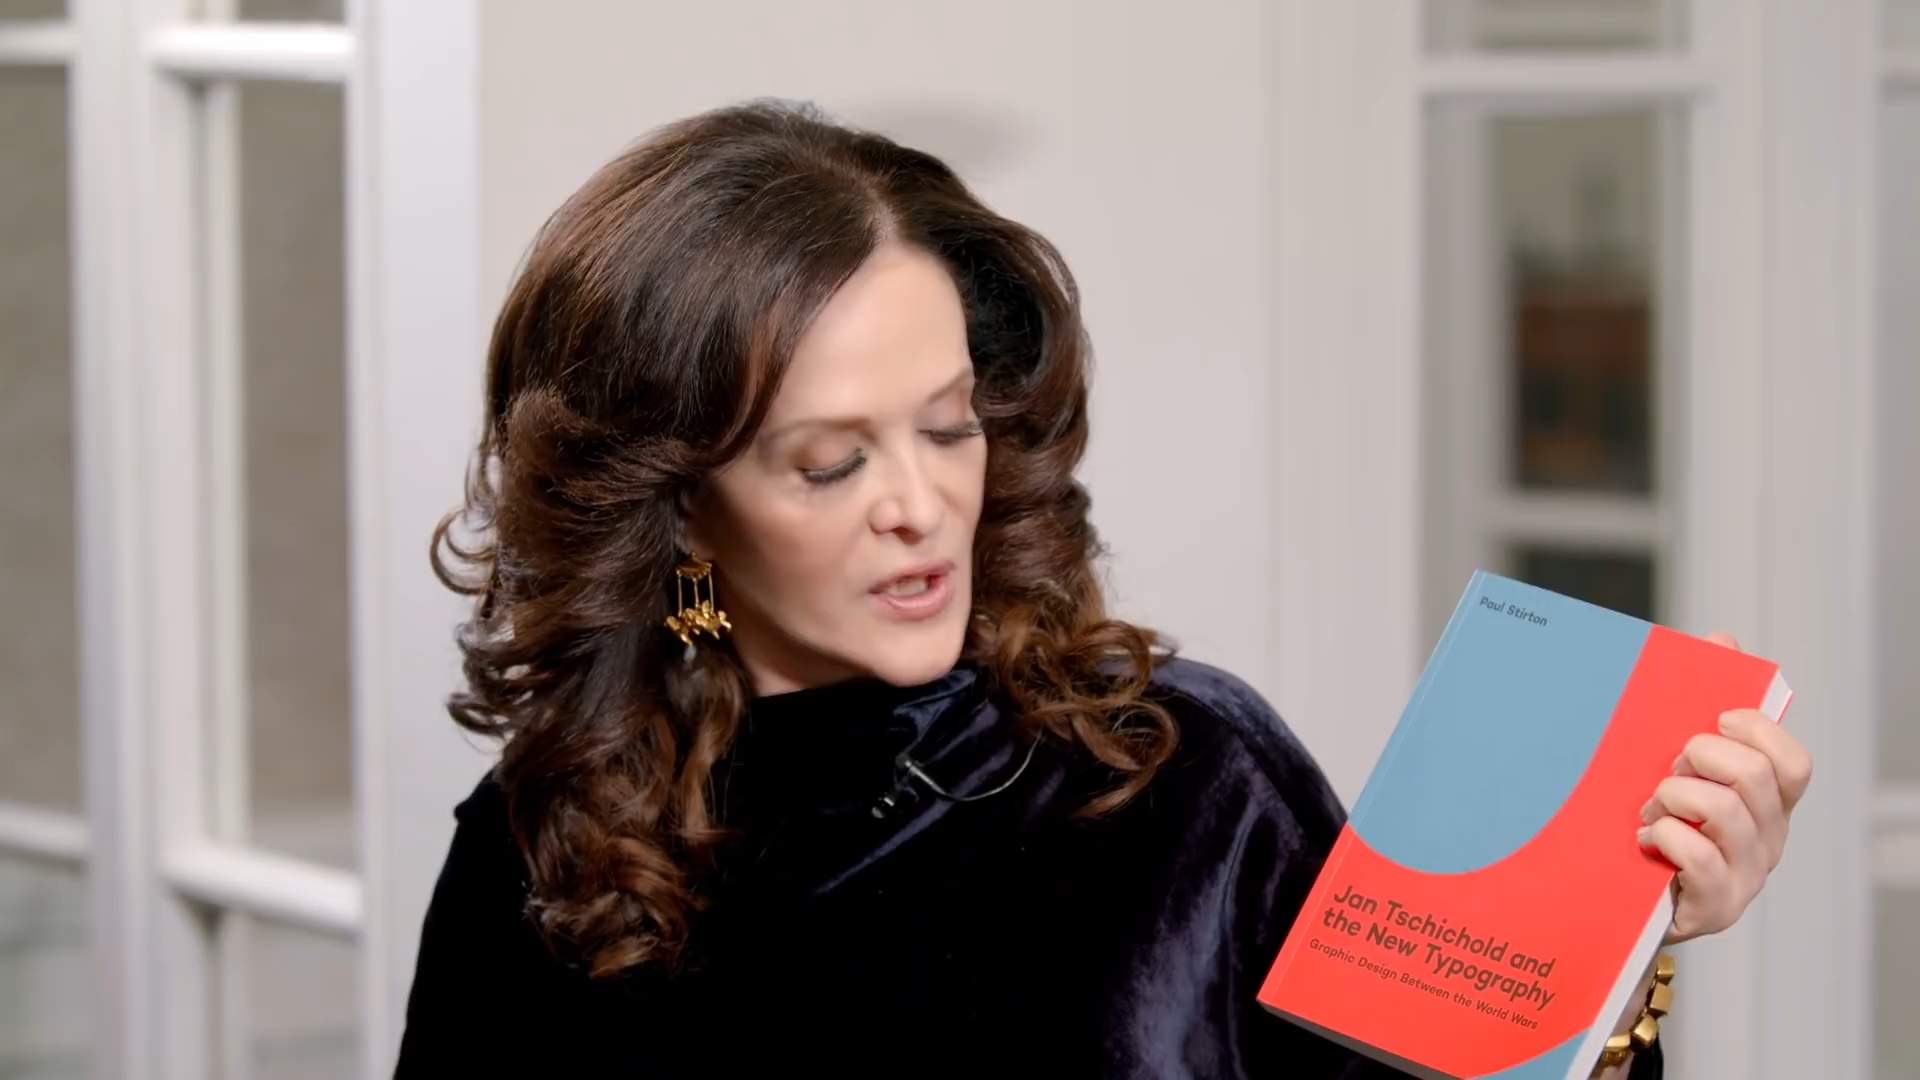 Paul Stirton
Jan Tschichold and
the New Typography
Graphic Design Between the World Wars